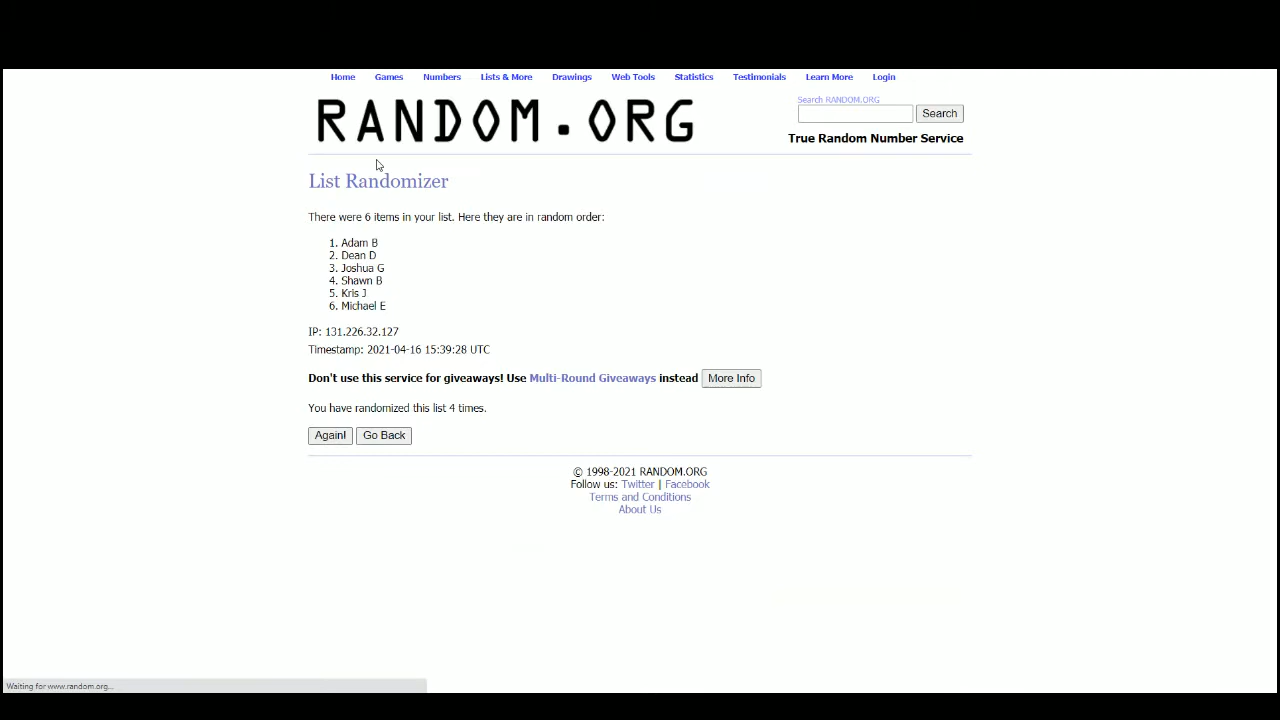 Home Games Numbers Lists & More Drawings Web Tools Statistics Testimonials Learn More Login
RANDOM.ORG
Search RANDOM.ORG
Search
True Random Number Service
List Randomizer
There were 6 items in your list. Here they are in random order:
1. Adam B
2. Dean D
3. Joshua G
4. Shawn B
5. Kris J
6. Michael E
IP: 131.226.32.127
Timestamp: 2021-04-16 15:39:28 UTC
Don't use this service for giveaways! Use Multi-Round Giveaways instead More Info
You have randomized this list 4 times.
Again! Go Back
© 1998-2021 RANDOM.ORG
Follow us: Twitter | Facebook
Terms and Conditions
About Us
Waiting for www.random.org...